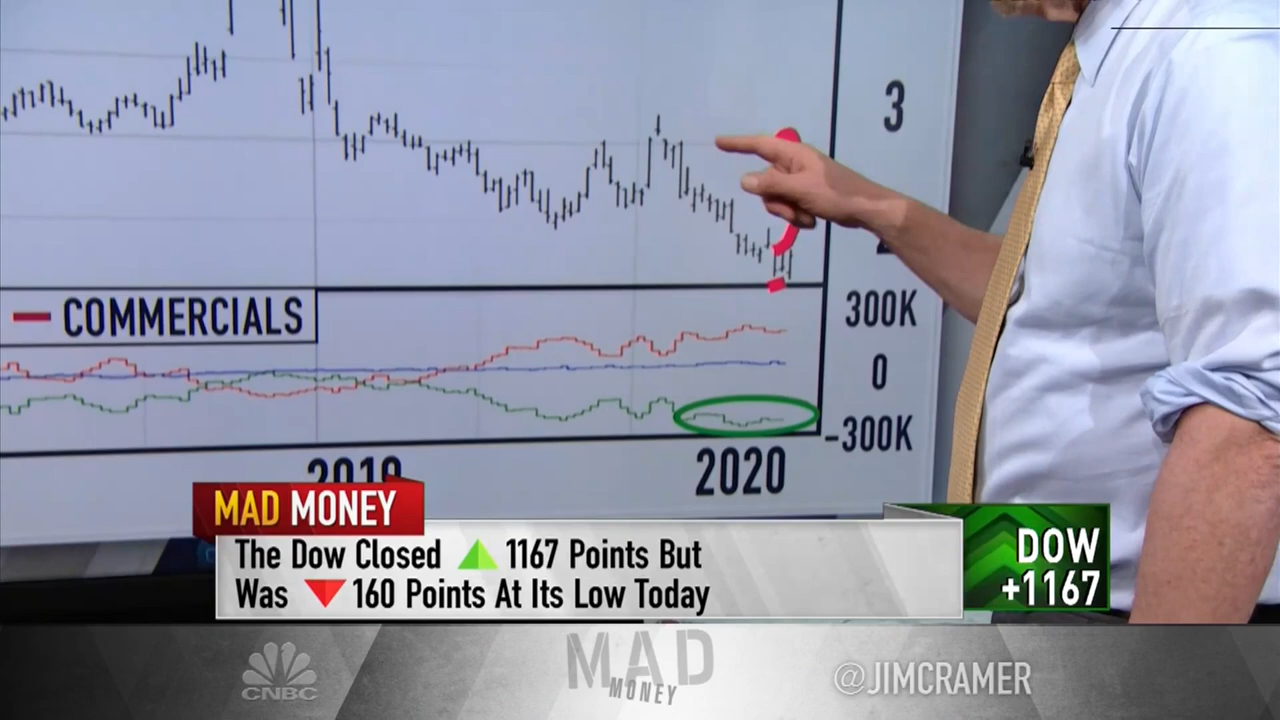 3
COMMERCIALS
300K
0
-300K
2019
2020
MAD MONEY
The Dow Closed 1167 Points But
Was 160 Points At Its Low Today
DOW
+1167
CNBC
MAD
MONEY
@JIMCRAMER